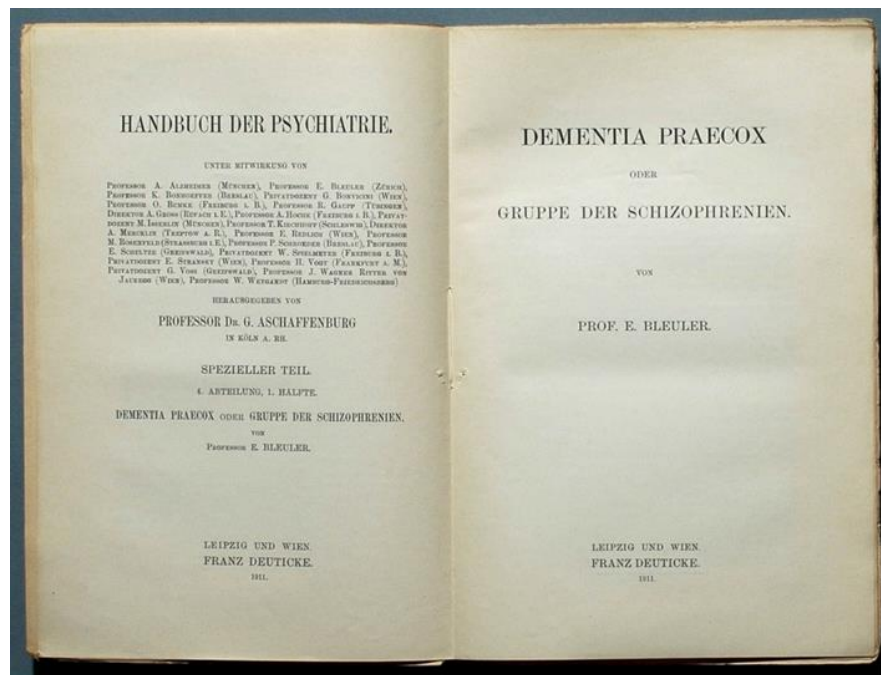 HANDBUCH DER PSYCHIATRIE.
UNTER MITWIRKUNG VON
PROFESSOR A. ALZHEIMER (MÜNCHEN), PROFESSOR E. BLEULER (ZÜRICH),
PROFESSOR K. BONHOEFFER (BRESLAU), PRIVATDOZENT G. BONVICINI (WIEN),
PROFESSOR O. BUMKE (FREIBURG I. B.), PROFESSOR R. GAUPP (TÜBINGEN),
DIREKTOR A. GROSS (RUFACH I. E.), PROFESSOR A. HOCHE (FREIBURG I. B.), PRIVAT-
DOZENT M. ISSERLIN (MÜNCHEN), PROFESSOR T. KIRCHHOFF (SCHLESWIG), DIREKTOR
A. MERCKLIN (TREPTOW A. R.), PROFESSOR E. REDLICH (WIEN), PROFESSOR
M. ROSENFELD (STRASSBURG I. E.), PROFESSOR P. SCHROEDER (BRESLAU), PROFESSOR
E. SCHULTZE (GREIFSWALD), PRIVATDOZENT W. SPIELMEYER (FREIBURG I. B.),
PRIVATDOZENT E. STRANSKY (WIEN), PROFESSOR H. VOGT (FRANKFURT A. M.),
PRIVATDOZENT G. VOSS (GREIFSWALD), PROFESSOR J. WAGNER RITTER VON
JAUREGG (WIEN), PROFESSOR W. WEYGANDT (HAMBURG-FRIEDRICHSBERG)
HERAUSGEGEBEN VON
PROFESSOR DR. G. ASCHAFFENBURG
IN KÖLN A. RH.
SPEZIELLER TEIL.
4. ABTEILUNG, 1. HÄLFTE.
DEMENTIA PRAECOX ODER GRUPPE DER SCHIZOPHRENIEN.
VON
PROFESSOR E. BLEULER.
LEIPZIG UND WIEN.
FRANZ DEUTICKE.
1911.
DEMENTIA PRAECOX
ODER
GRUPPE DER SCHIZOPHRENIEN.
VON
PROF. E. BLEULER.
LEIPZIG UND WIEN.
FRANZ DEUTICKE.
1911.